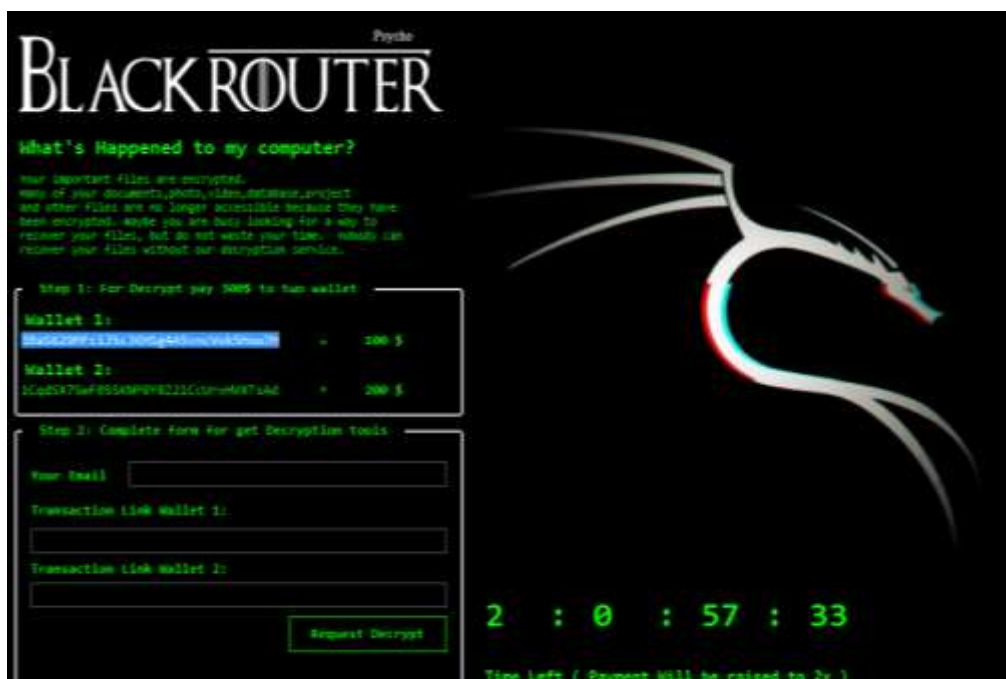 Psycho
BLACKROUTER
What's Happened to my computer?
Your important files are encrypted.
many of your documents,photo,video,database,project
and other files are no longer accessible because they have
been encrypted. maybe you are busy looking for a way to
recover your files, but do not waste your time. nobody can
recover your files without our decryption service.
Step 1: For Decrypt pay 300$ to two wallet
Wallet 1:
= 100 $
Wallet 2:
= 200 $
Step 2: Complete form for get Decryption tools
Your Email
Transaction Link Wallet 1:
Transaction Link Wallet 2:
Request Decrypt
2 : 0 : 57 : 33
Time Left ( Payment Will be raised to 2x )